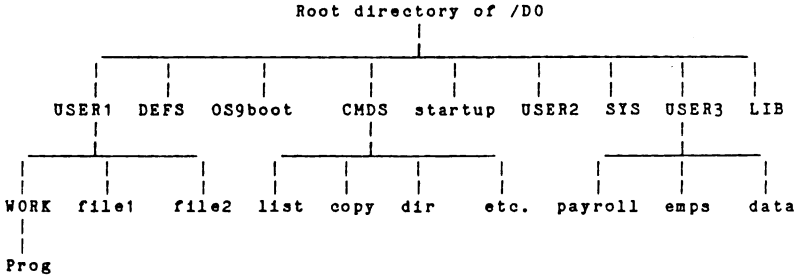 Root directory of /D0
USER1 DEFS OS9boot CMDS startup USER2 SYS USER3 LIB
WORK file1 file2 list copy dir etc. payroll emps data
Prog